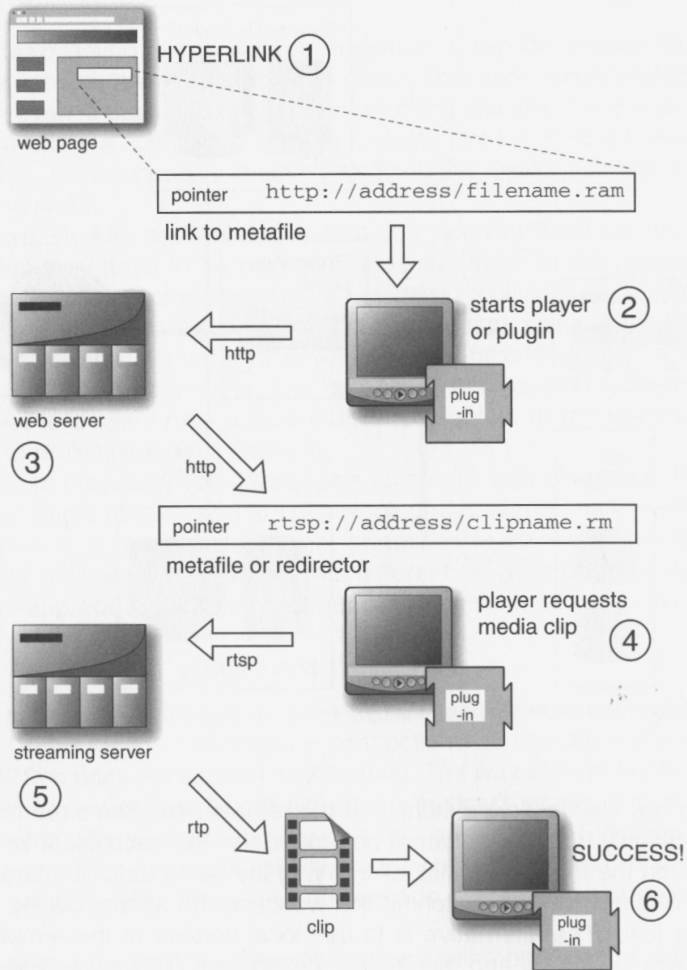 HYPERLINK 1
web page
pointer http://address/filename.ram
link to metafile
starts player 2
or plugin
http
plug
-in
web server
3
http
pointer rtsp://address/clipname.rm
metafile or redirector
player requests
media clip 4
rtsp
plug
-in
streaming server
5
rtp
SUCCESS!
6
clip
plug
-in